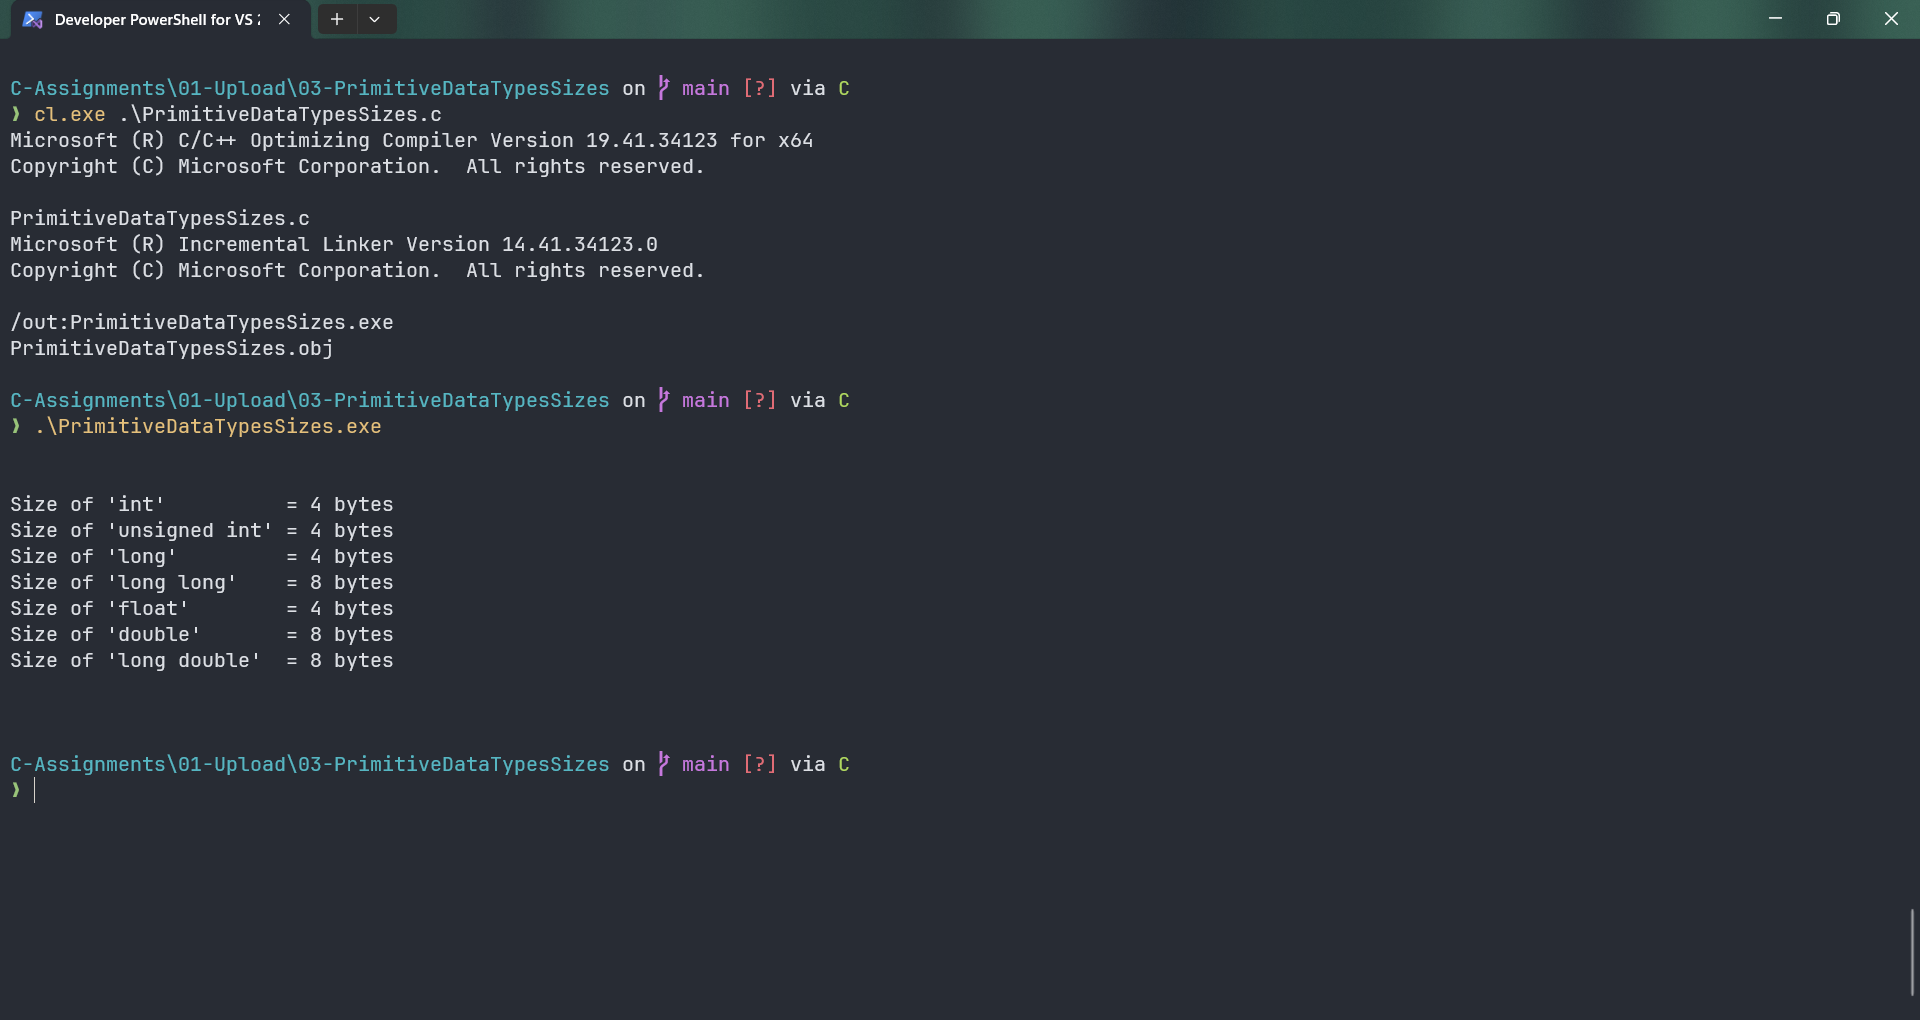 Developer PowerShell for VS 2
C-Assignments\01-Upload\03-PrimitiveDataTypesSizes on main [?] via C
❱ cl.exe .\PrimitiveDataTypesSizes.c
Microsoft (R) C/C++ Optimizing Compiler Version 19.41.34123 for x64
Copyright (C) Microsoft Corporation.  All rights reserved.
PrimitiveDataTypesSizes.c
Microsoft (R) Incremental Linker Version 14.41.34123.0
Copyright (C) Microsoft Corporation.  All rights reserved.
/out:PrimitiveDataTypesSizes.exe
PrimitiveDataTypesSizes.obj
C-Assignments\01-Upload\03-PrimitiveDataTypesSizes on main [?] via C
❱ .\PrimitiveDataTypesSizes.exe
Size of 'int'          = 4 bytes
Size of 'unsigned int' = 4 bytes
Size of 'long'         = 4 bytes
Size of 'long long'    = 8 bytes
Size of 'float'        = 4 bytes
Size of 'double'       = 8 bytes
Size of 'long double'  = 8 bytes
C-Assignments\01-Upload\03-PrimitiveDataTypesSizes on main [?] via C
❱